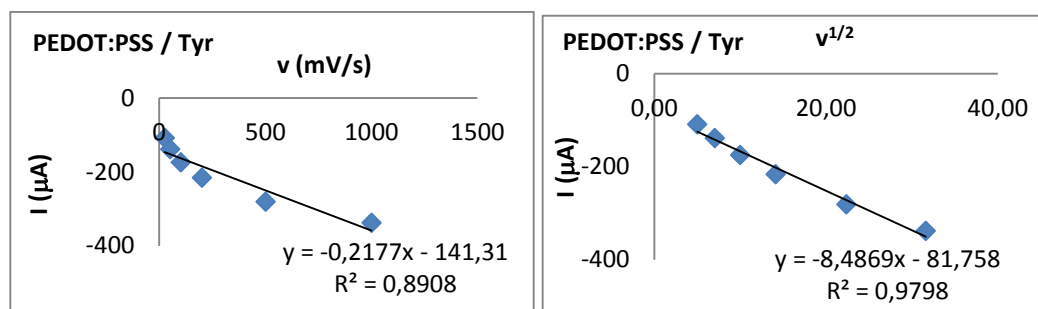 PEDOT:PSS / Tyr
v (mV/s)
0
0 500 1000 1500
-200
-400
I (µA)
y = -0,2177x - 141,31
R² = 0,8908
PEDOT:PSS / Tyr
v1/2
0
0,00 20,00 40,00
-200
-400
I (µA)
y = -8,4869x - 81,758
R² = 0,9798